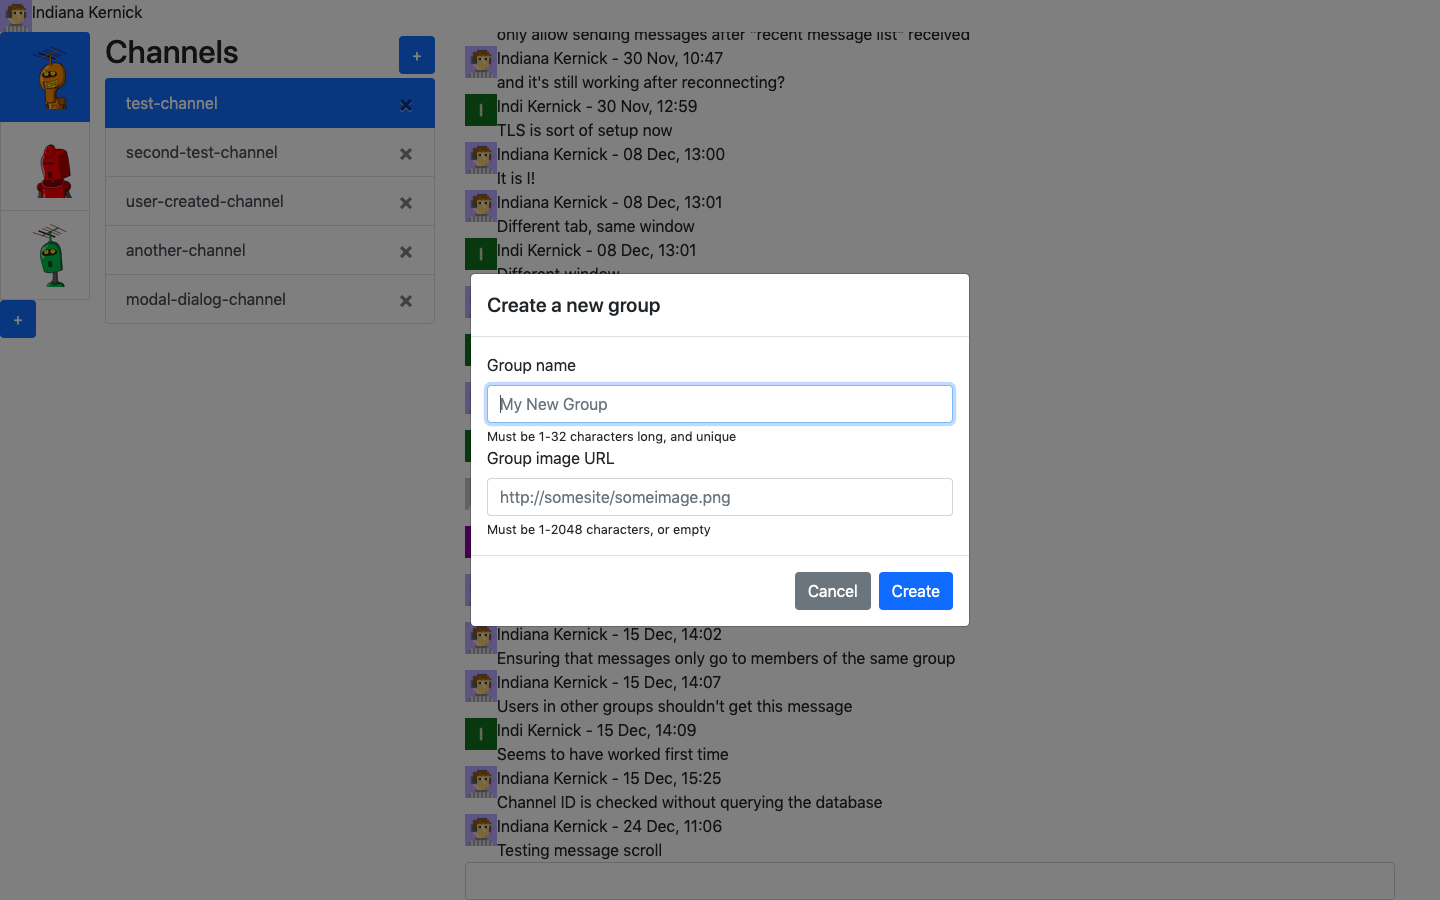 Indiana Kernick
Channels
+
test-channel
second-test-channel
user-created-channel
another-channel
modal-dialog-channel
+
only allow sending messages after "recent message list" received
Indiana Kernick - 30 Nov, 10:47
and it's still working after reconnecting?
I
Indi Kernick - 30 Nov, 12:59
TLS is sort of setup now
Indiana Kernick - 08 Dec, 13:00
It is I!
Indiana Kernick - 08 Dec, 13:01
Different tab, same window
I
Indi Kernick - 08 Dec, 13:01
Different window
Create a new group
Group name
My New Group
Must be 1-32 characters long, and unique
Group image URL
http://somesite/someimage.png
Must be 1-2048 characters, or empty
Cancel
Create
Indiana Kernick - 15 Dec, 14:02
Ensuring that messages only go to members of the same group
Indiana Kernick - 15 Dec, 14:07
Users in other groups shouldn't get this message
I
Indi Kernick - 15 Dec, 14:09
Seems to have worked first time
Indiana Kernick - 15 Dec, 15:25
Channel ID is checked without querying the database
Indiana Kernick - 24 Dec, 11:06
Testing message scroll